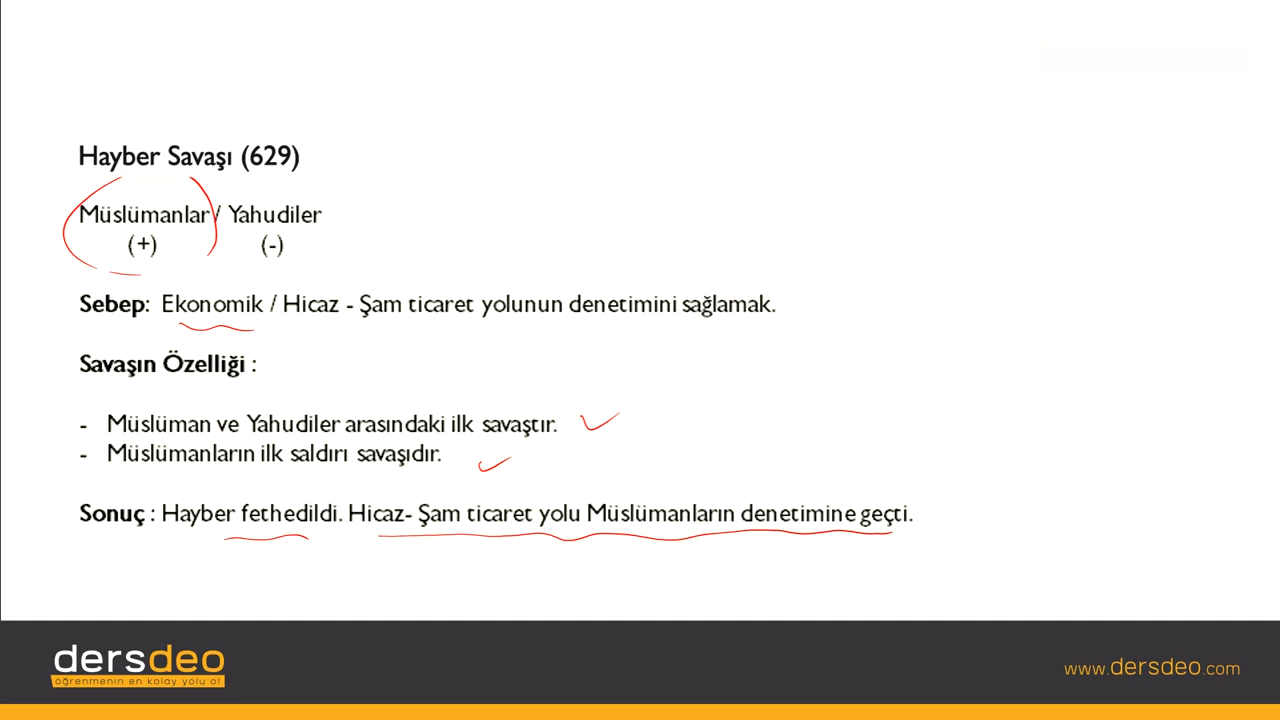 Hayber Savaşı (629)
Müslümanlar / Yahudiler
(+) (-)
Sebep: Ekonomik / Hicaz - Şam ticaret yolunun denetimini sağlamak.
Savaşın Özelliği :
- Müslüman ve Yahudiler arasındaki ilk savaştır.
- Müslümanların ilk saldırı savaşıdır.
Sonuç : Hayber fethedildi. Hicaz- Şam ticaret yolu Müslümanların denetimine geçti.
dersdeo
öğrenmenin en kolay yolu o!
www.dersdeo.com